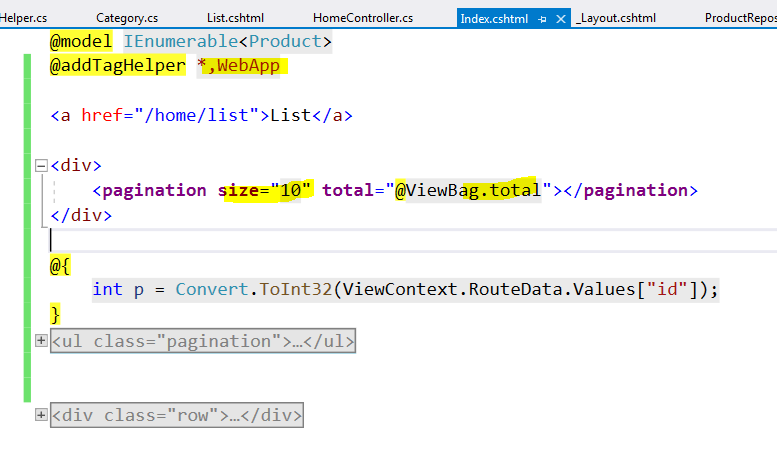 Helper.cs Category.cs List.cshtml HomeController.cs Index.cshtml _Layout.cshtml ProductRepos
@model IEnumerable<Product>
@addTagHelper *,WebApp
<a href="/home/list">List</a>
<div>
<pagination size="10" total="@ViewBag.total"></pagination>
</div>
@{
int p = Convert.ToInt32(ViewContext.RouteData.Values["id"]);
}
<ul class="pagination">…</ul>
<div class="row">…</div>